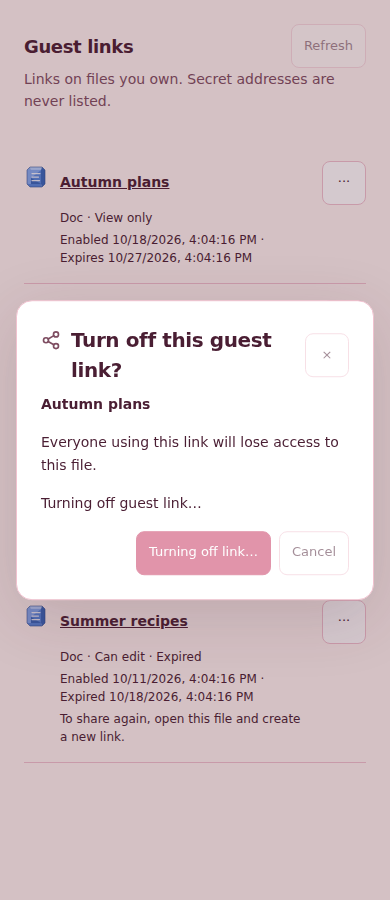 Guest links
Refresh
Links on files you own. Secret addresses are
never listed.
Autumn plans
...
Doc · View only
Enabled 10/18/2026, 4:04:16 PM ·
Expires 10/27/2026, 4:04:16 PM
Turn off this guest
link?
×
Autumn plans
Everyone using this link will lose access to
this file.
Turning off guest link…
Turning off link…
Cancel
Summer recipes
...
Doc · Can edit · Expired
Enabled 10/11/2026, 4:04:16 PM ·
Expired 10/18/2026, 4:04:16 PM
To share again, open this file and create
a new link.